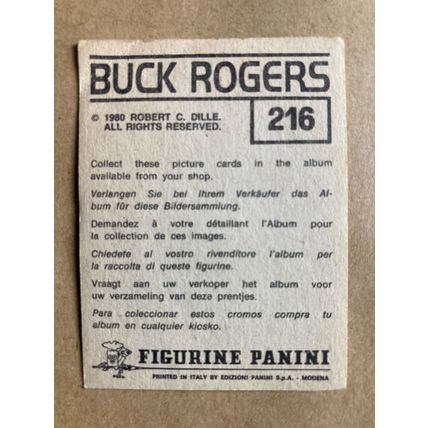 BUCK ROGERS
© 1980 ROBERT C. DILLE.
ALL RIGHTS RESERVED.
216
Collect these picture cards in the album
available from your shop.
Verlangen Sie bei Ihrem Verkäufer das Al-
bum für diese Bildersammlung.
Demandez à votre détaillant l'Album pour
la collection de ces images.
Chiedete al vostro rivenditore l'album per
la raccolta di queste figurine.
Vraagt aan uw verkoper het album voor
uw verzameling van deze prentjes.
Para coleccionar estos cromos compra tu
album en cualquier kiosko.
FIGURINE PANINI
PRINTED IN ITALY BY EDIZIONI PANINI S.p.A. - MODENA